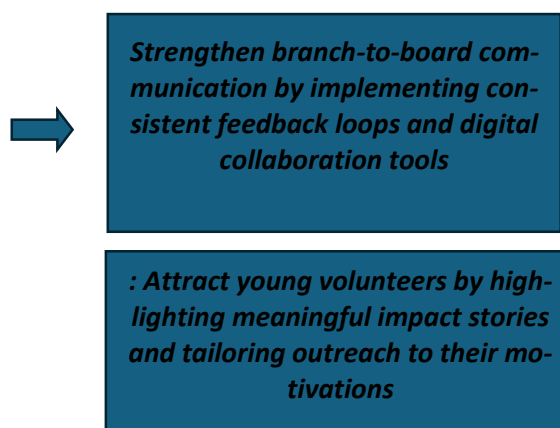 Strengthen branch-to-board com-
munication by implementing con-
sistent feedback loops and digital
collaboration tools
: Attract young volunteers by high-
lighting meaningful impact stories
and tailoring outreach to their mo-
tivations